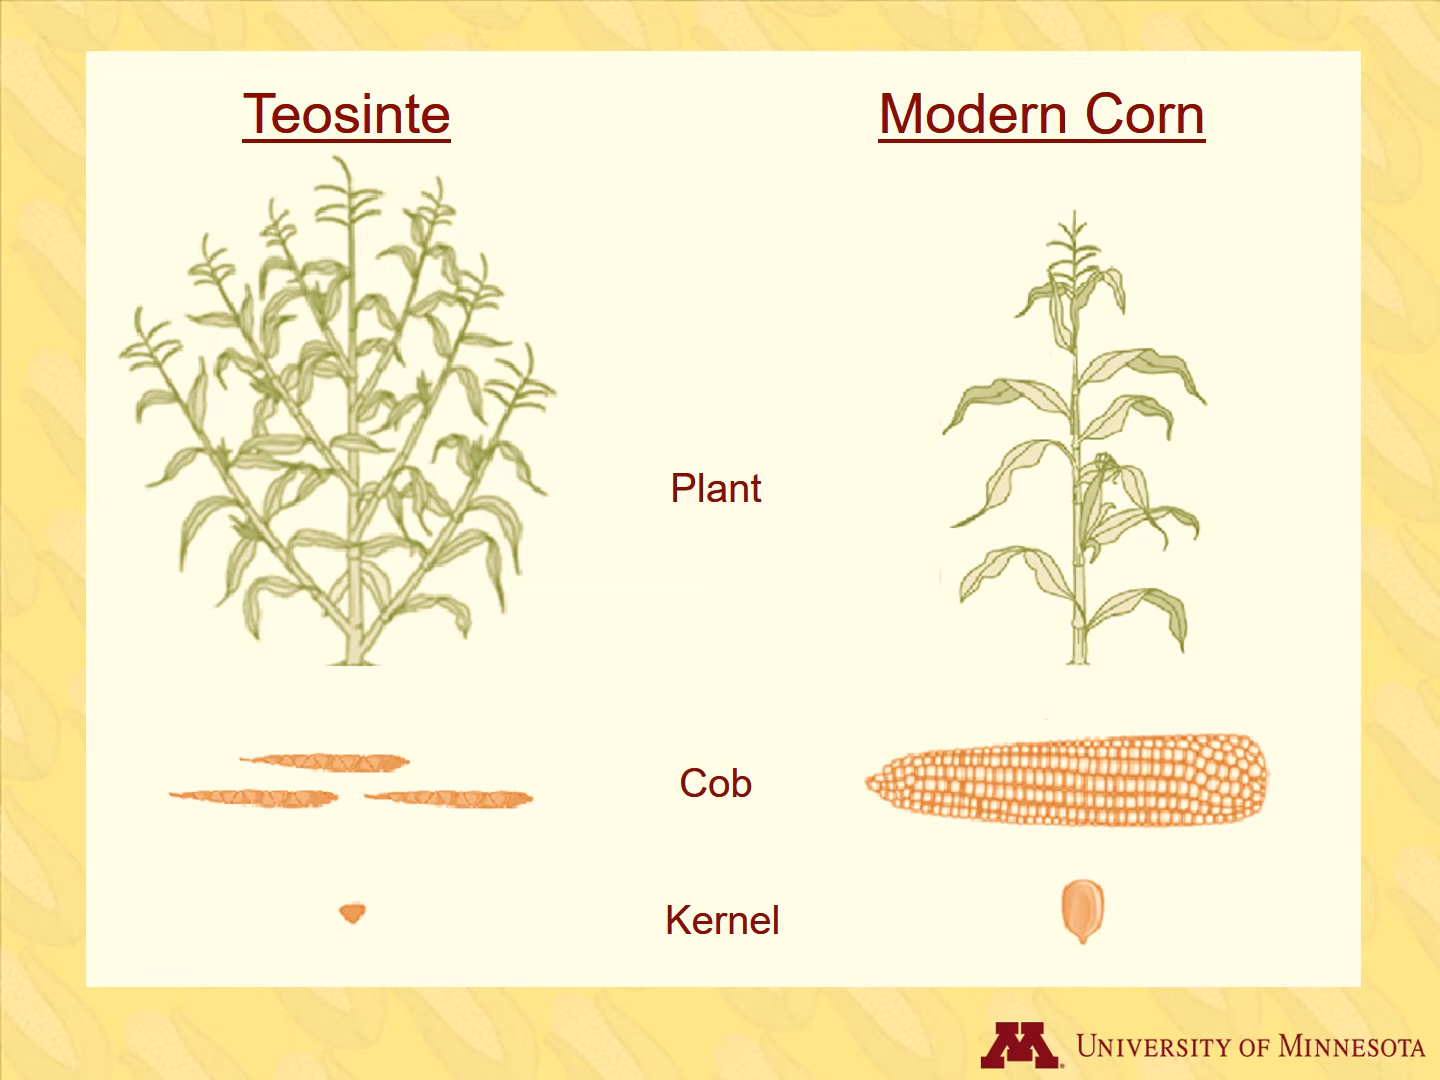 Teosinte
Modern Corn
Plant
Cob
Kernel
M
UNIVERSITY OF MINNESOTA